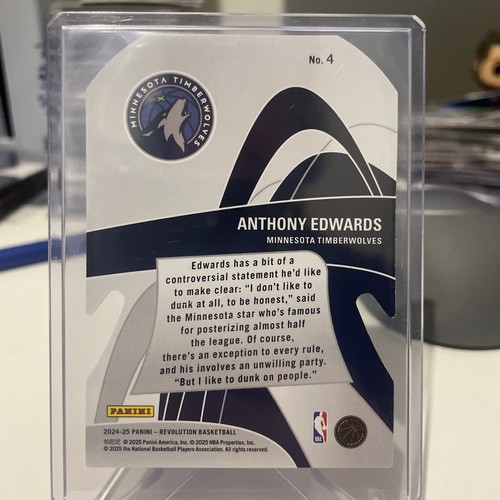 No. 4
MINNESOTA TIMBERWOLVES
ANTHONY EDWARDS
MINNESOTA TIMBERWOLVES
Edwards has a bit of a
controversial statement he'd like
to make clear: “I don't like to
dunk at all, to be honest,” said
the Minnesota star who's famous
for posterizing almost half
the league. Of course,
there's an exception to every rule,
and his involves an unwilling party.
“But I like to dunk on people.”
PANINI
2024-25 PANINI – REVOLUTION BASKETBALL
© 2025 Panini America, Inc. © 2025 NBA Properties, Inc.
© 2025 the National Basketball Players Association. All rights reserved.
NBA